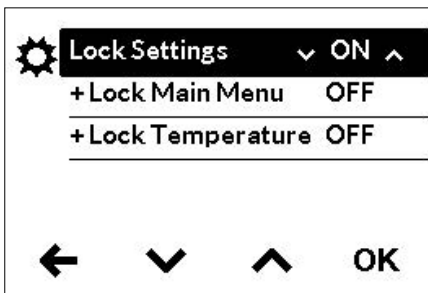 Lock Settings ON
+Lock Main Menu OFF
+Lock Temperature OFF
OK